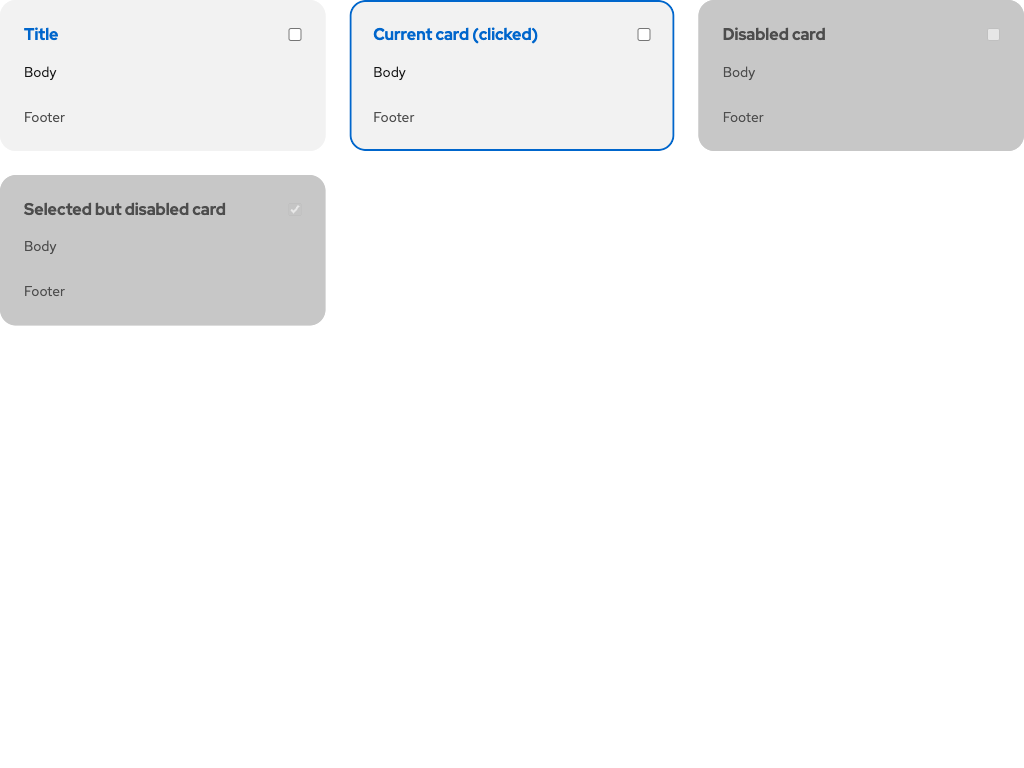 Title
Body
Footer
Current card (clicked)
Body
Footer
Disabled card
Body
Footer
Selected but disabled card
Body
Footer